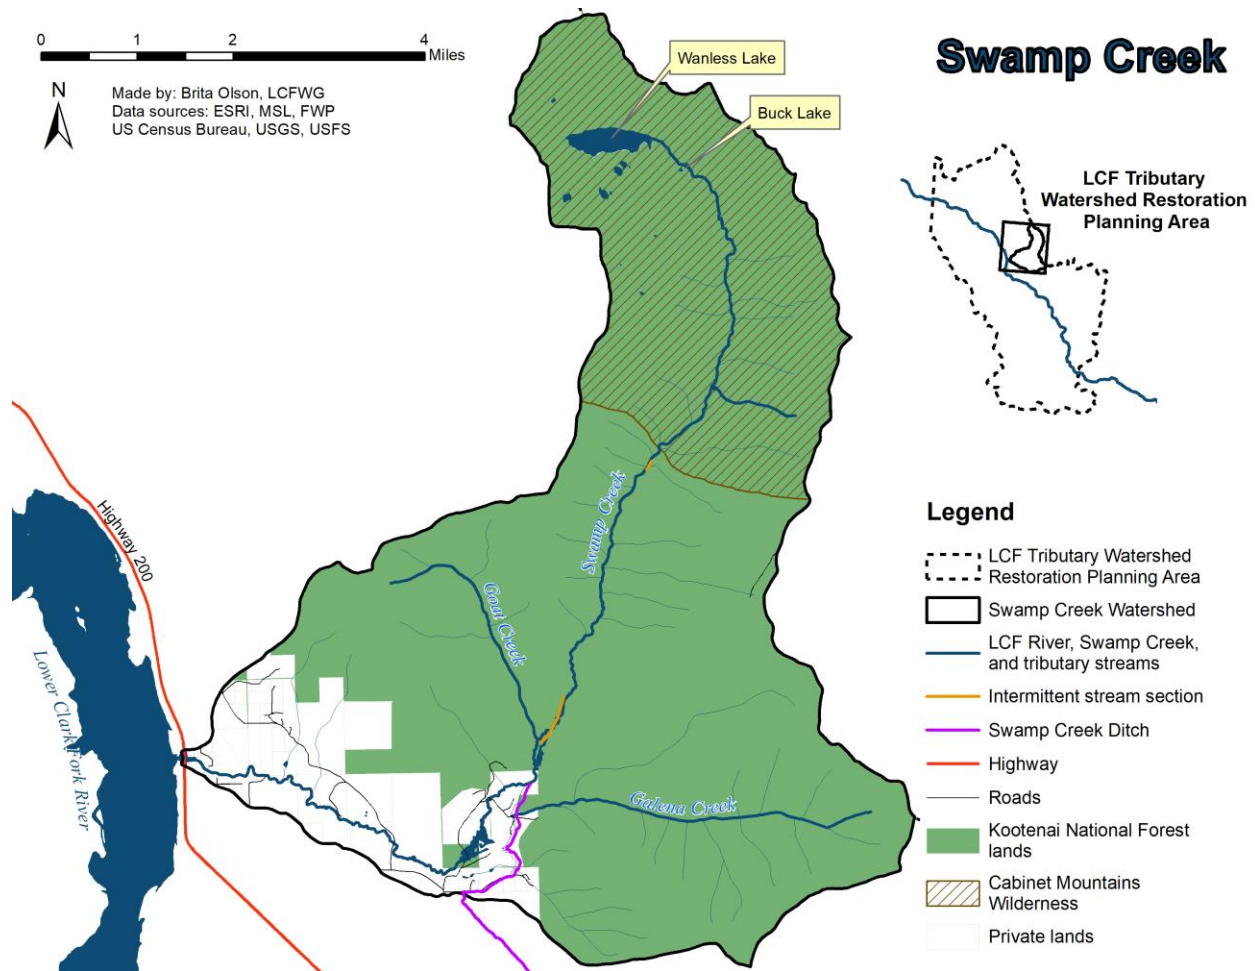 0 1 2 4
Miles
N
Made by: Brita Olson, LCFWG
Data sources: ESRI, MSL, FWP
US Census Bureau, USGS, USFS
Swamp Creek
Wanless Lake
Buck Lake
LCF Tributary
Watershed Restoration
Planning Area
Highway 200
Lower Clark Fork River
Swamp Creek
Goat Creek
Galena Creek
Legend
LCF Tributary Watershed
Restoration Planning Area
Swamp Creek Watershed
LCF River, Swamp Creek,
and tributary streams
Intermittent stream section
Swamp Creek Ditch
Highway
Roads
Kootenai National Forest
lands
Cabinet Mountains
Wilderness
Private lands